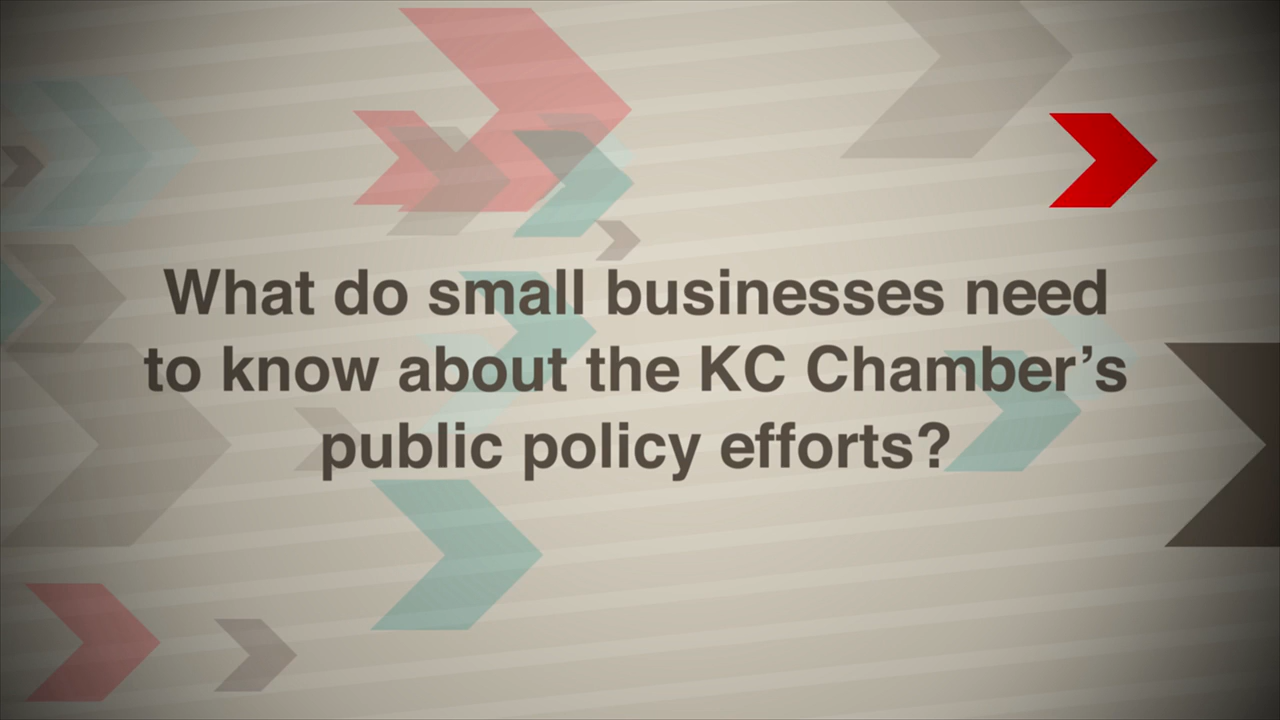 What do small businesses need
to know about the KC Chamber’s
public policy efforts?